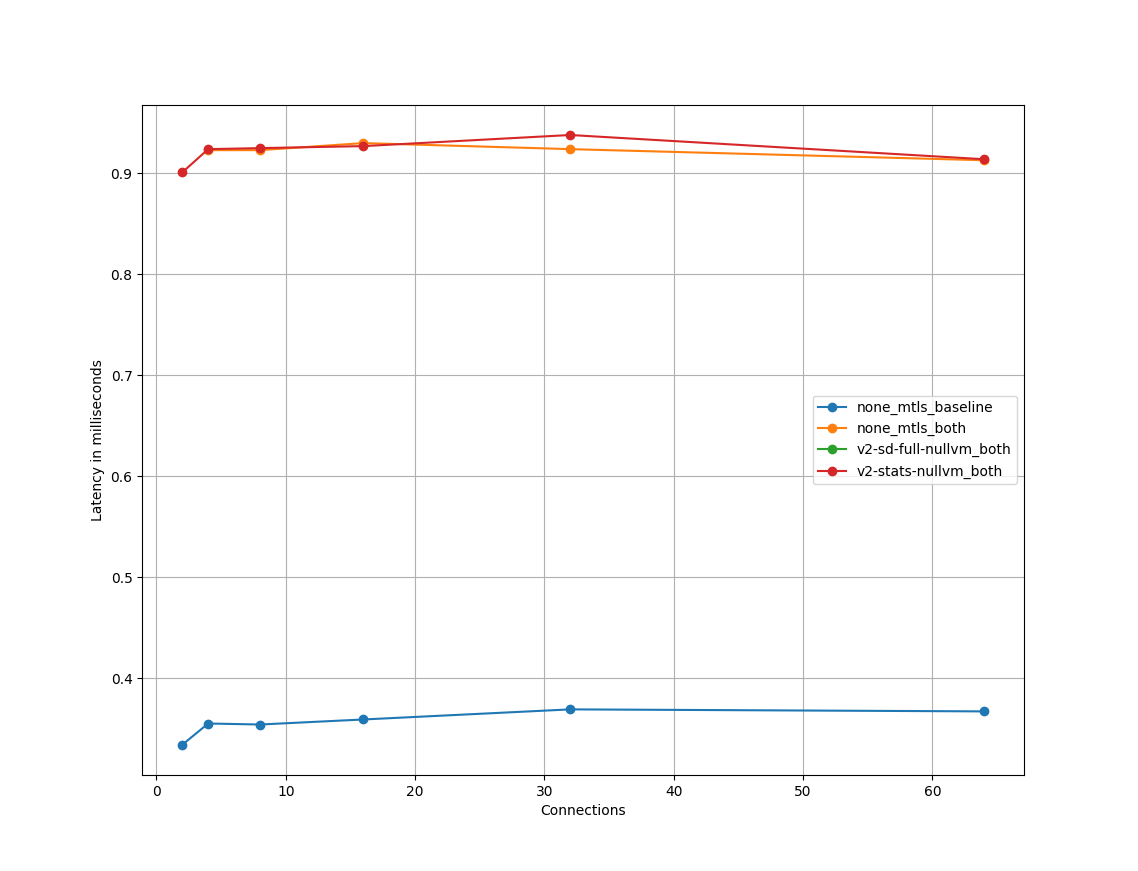 0.9
0.8
0.7
0.6
0.5
0.4
Latency in milliseconds
none_mtls_baseline
none_mtls_both
v2-sd-full-nullvm_both
v2-stats-nullvm_both
0 10 20 30 40 50 60
Connections